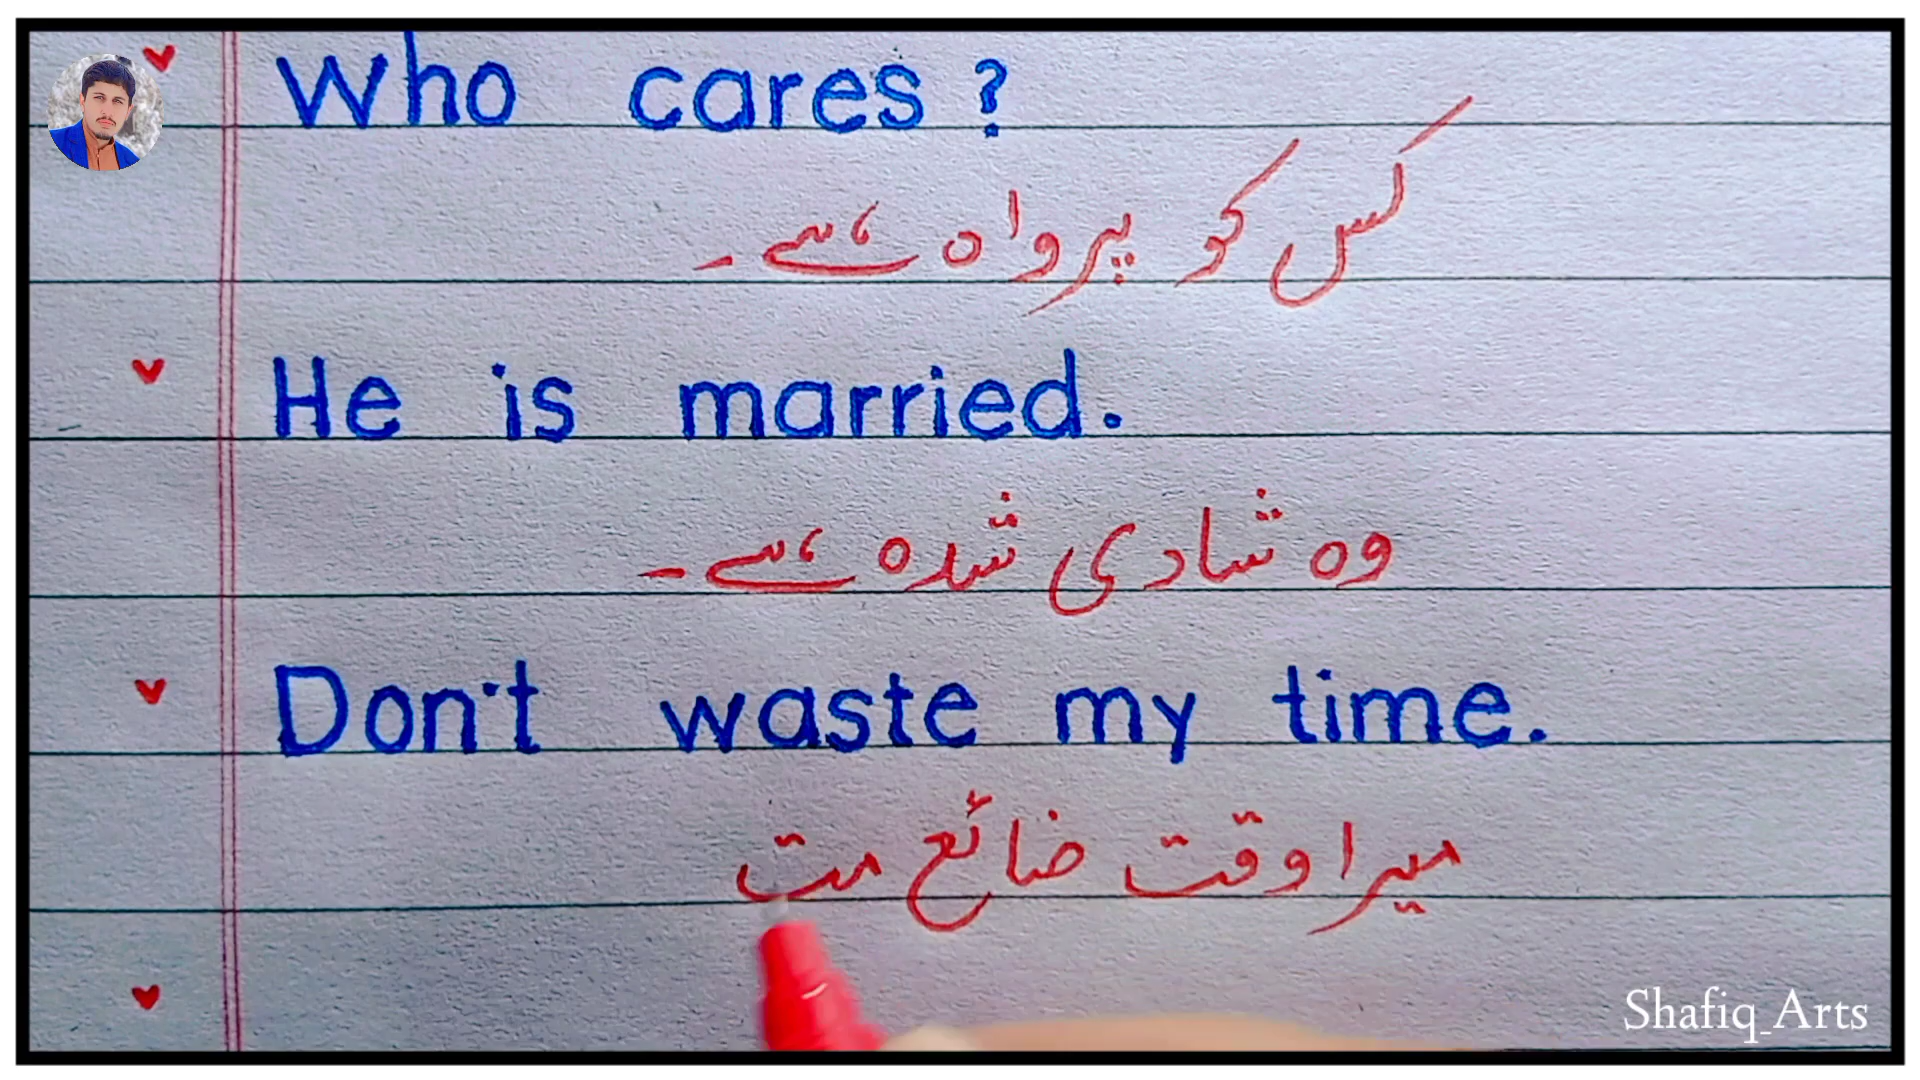 Who cares?
کس کو پرواہ ہے۔
He is married.
وہ شادی شدہ ہے۔
Don't waste my time.
میرا وقت ضائع مت
Shafiq_Arts